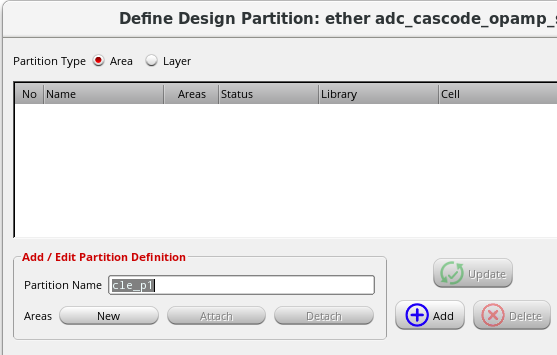 Define Design Partition: ether adc_cascode_opamp_
Partition Type Area Layer
No Name Areas Status Library Cell
Add / Edit Partition Definition
Partition Name cle_p1
Update
Areas New Attach Detach Add Delete